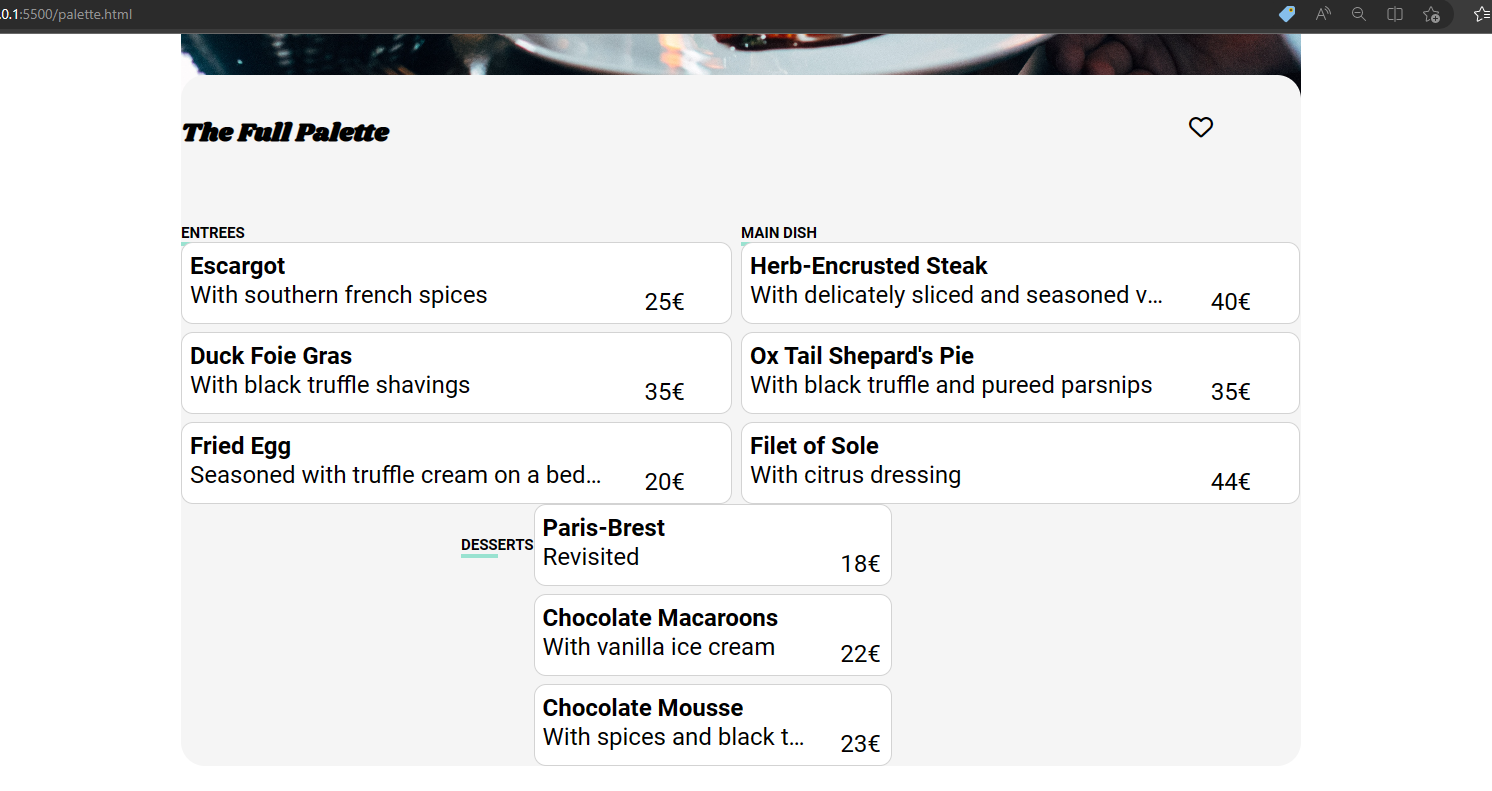 .0.1:5500/palette.html
The Full Palette
ENTREES
Escargot
With southern french spices
25€
Duck Foie Gras
With black truffle shavings
35€
Fried Egg
Seasoned with truffle cream on a bed...
20€
MAIN DISH
Herb-Encrusted Steak
With delicately sliced and seasoned v...
40€
Ox Tail Shepard's Pie
With black truffle and pureed parsnips
35€
Filet of Sole
With citrus dressing
44€
DESSERTS
Paris-Brest
Revisited
18€
Chocolate Macaroons
With vanilla ice cream
22€
Chocolate Mousse
With spices and black t...
23€